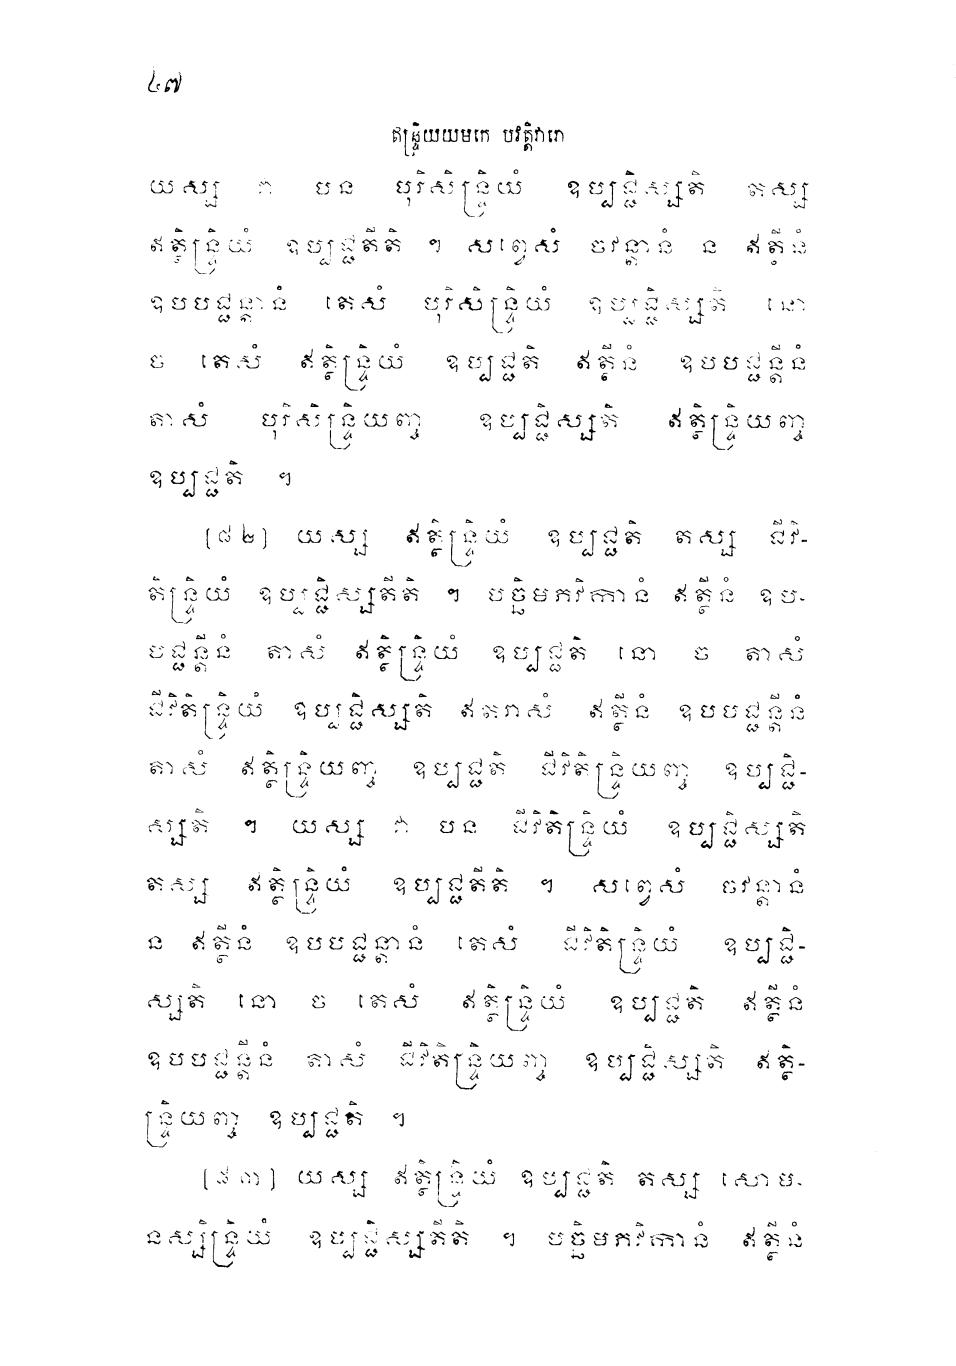 ៤៧
ឥន្ទ្រិយយមកេ បវត្តិវារោ
យស្ស វា បន បុរិសិន្ទ្រិយំ ឧប្បជ្ជិស្សតិ តស្ស
ឥត្ថិន្ទ្រិយំ ឧប្បជ្ជតីតិ ។ សព្វេសំ ចវន្តានំ ន ឥត្ថីនំ
ឧបបជ្ជន្តានំ តេសំ បុរិសិន្ទ្រិយំ ឧប្បជ្ជិស្សតិ នោ
ច តេសំ ឥត្ថិន្ទ្រិយំ ឧប្បជ្ជតិ ឥត្ថីនំ ឧបបជ្ជន្តីនំ
តាសំ បុរិសិន្ទ្រិយញ្ច ឧប្បជ្ជិស្សតិ ឥត្ថិន្ទ្រិយញ្ច
ឧប្បជ្ជតិ ។
[៨២] យស្ស ឥត្ថិន្ទ្រិយំ ឧប្បជ្ជតិ តស្ស ជីវិ-
តិន្ទ្រិយំ ឧប្បជ្ជិស្សតីតិ ។ បច្ឆិមភវិកានំ ឥត្ថីនំ ឧប-
បជ្ជន្តីនំ តាសំ ឥត្ថិន្ទ្រិយំ ឧប្បជ្ជតិ នោ ច តាសំ
ជីវិតិន្ទ្រិយំ ឧប្បជ្ជិស្សតិ ឥតរាសំ ឥត្ថីនំ ឧបបជ្ជន្តីនំ
តាសំ ឥត្ថិន្ទ្រិយញ្ច ឧប្បជ្ជតិ ជីវិតិន្ទ្រិយញ្ច ឧប្បជ្ជិ-
ស្សតិ ។ យស្ស វា បន ជីវិតិន្ទ្រិយំ ឧប្បជ្ជិស្សតិ
តស្ស ឥត្ថិន្ទ្រិយំ ឧប្បជ្ជតីតិ ។ សព្វេសំ ចវន្តានំ
ន ឥត្ថីនំ ឧបបជ្ជន្តានំ តេសំ ជីវិតិន្ទ្រិយំ ឧប្បជ្ជិ-
ស្សតិ នោ ច តេសំ ឥត្ថិន្ទ្រិយំ ឧប្បជ្ជតិ ឥត្ថីនំ
ឧបបជ្ជន្តីនំ តាសំ ជីវិតិន្ទ្រិយញ្ច ឧប្បជ្ជិស្សតិ ឥត្ថិ-
ន្ទ្រិយញ្ច ឧប្បជ្ជតិ ។
[៨៣] យស្ស ឥត្ថិន្ទ្រិយំ ឧប្បជ្ជតិ តស្ស សោម-
នស្សិន្ទ្រិយំ ឧប្បជ្ជិស្សតីតិ ។ បច្ឆិមភវិកានំ ឥត្ថីនំ